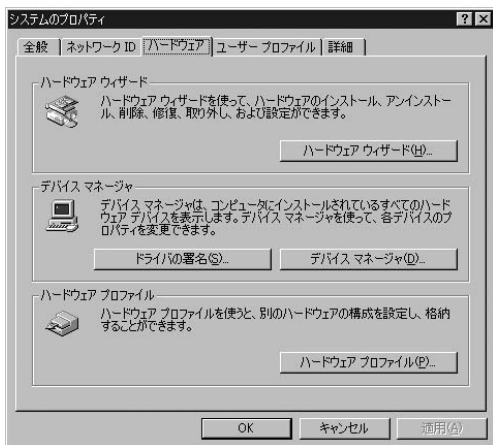 システムのプロパティ
? ×
全般 ネットワーク ID ハードウェア ユーザー プロファイル 詳細
ハードウェア ウィザード
ハードウェア ウィザードを使って、ハードウェアのインストール、アンインストー
ル、削除、修復、取り外し、および設定ができます。
ハードウェア ウィザード(H)...
デバイス マネージャ
デバイス マネージャは、コンピュータにインストールされているすべてのハード
ウェア デバイスを表示します。デバイス マネージャを使って、各デバイスのプ
ロパティを変更できます。
ドライバの署名(S)... デバイス マネージャ(D)...
ハードウェア プロファイル
ハードウェア プロファイルを使うと、別のハードウェアの構成を設定し、格納
することができます。
ハードウェア プロファイル(P)...
OK キャンセル 適用(A)